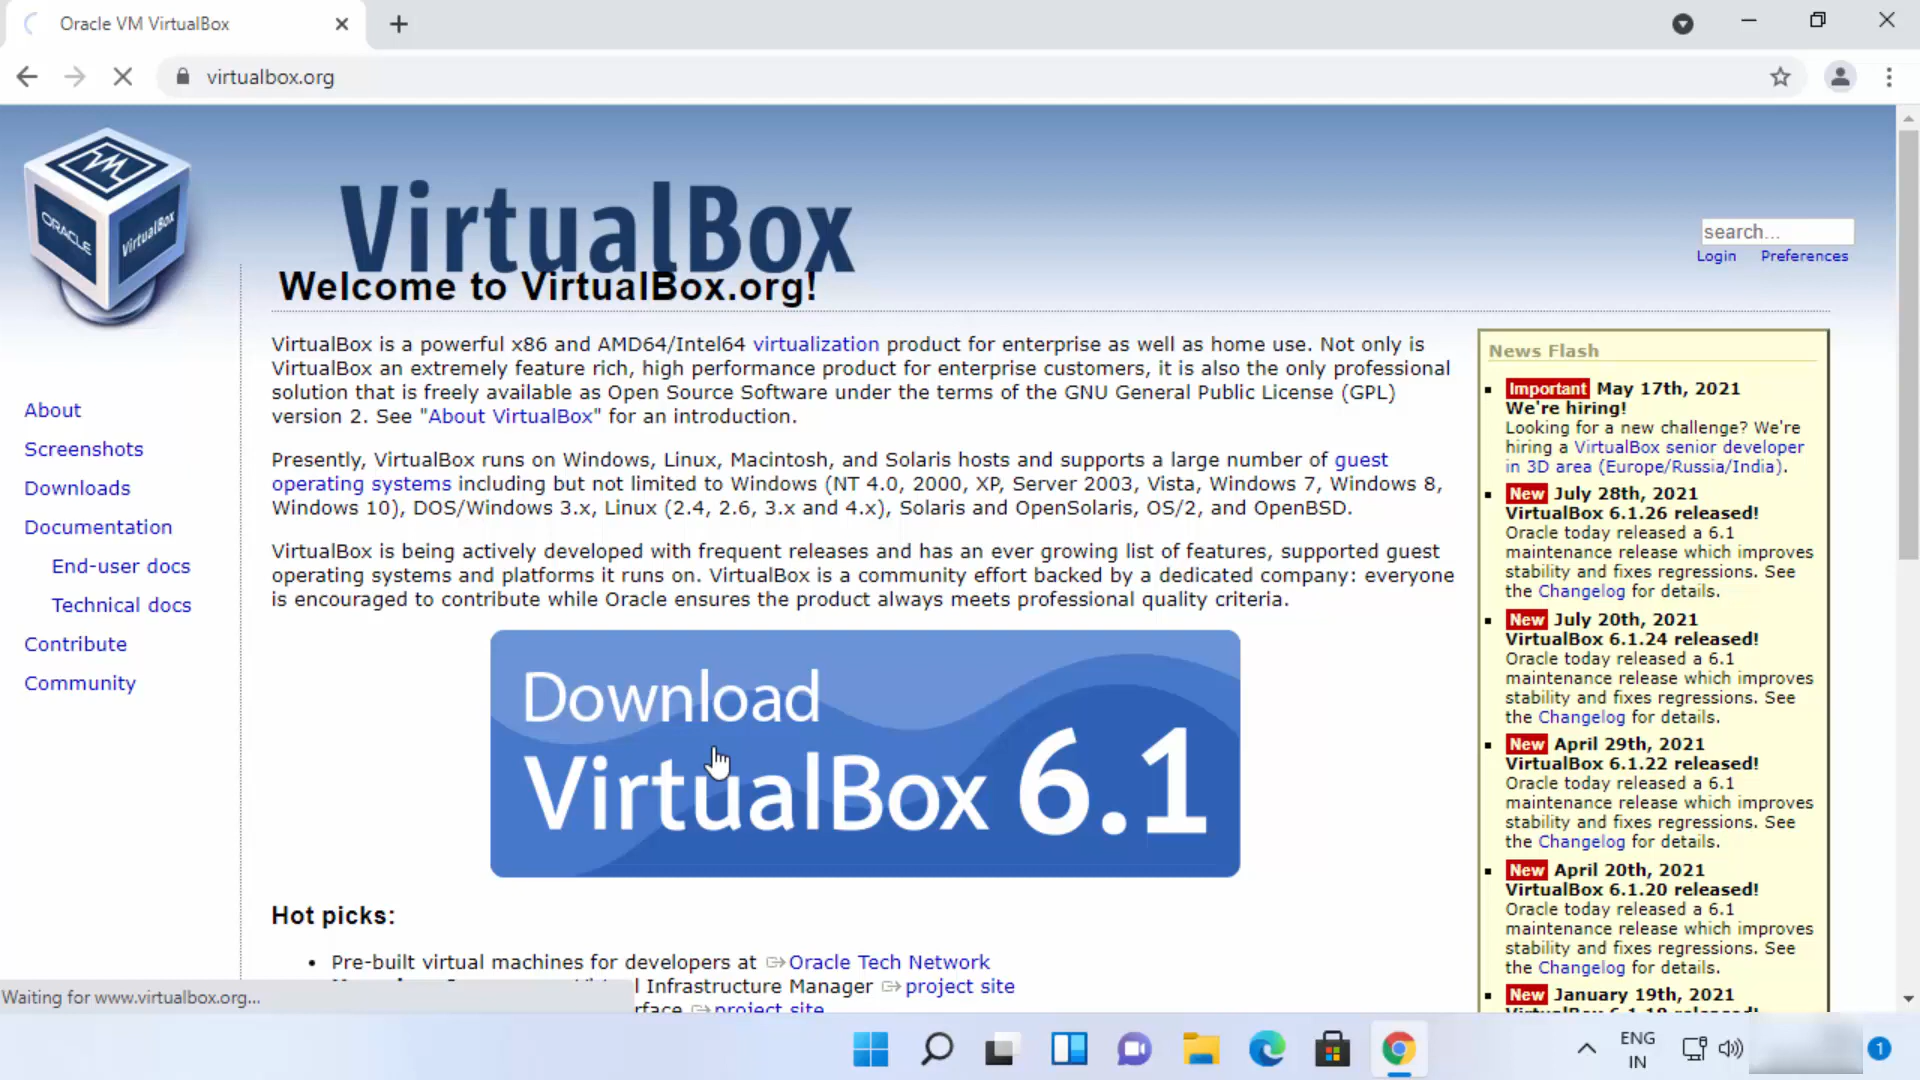 Oracle VM VirtualBox
virtualbox.org
ORACLE
VirtualBox
VirtualBox
search...
Login Preferences
Welcome to VirtualBox.org!
VirtualBox is a powerful x86 and AMD64/Intel64 virtualization product for enterprise as well as home use. Not only is
VirtualBox an extremely feature rich, high performance product for enterprise customers, it is also the only professional
solution that is freely available as Open Source Software under the terms of the GNU General Public License (GPL)
version 2. See "About VirtualBox" for an introduction.
Presently, VirtualBox runs on Windows, Linux, Macintosh, and Solaris hosts and supports a large number of guest
operating systems including but not limited to Windows (NT 4.0, 2000, XP, Server 2003, Vista, Windows 7, Windows 8,
Windows 10), DOS/Windows 3.x, Linux (2.4, 2.6, 3.x and 4.x), Solaris and OpenSolaris, OS/2, and OpenBSD.
VirtualBox is being actively developed with frequent releases and has an ever growing list of features, supported guest
operating systems and platforms it runs on. VirtualBox is a community effort backed by a dedicated company: everyone
is encouraged to contribute while Oracle ensures the product always meets professional quality criteria.
About
Screenshots
Downloads
Documentation
End-user docs
Technical docs
Contribute
Community
Download
VirtualBox 6.1
Hot picks:
• Pre-built virtual machines for developers at Oracle Tech Network
l Infrastructure Manager project site
rface project site
News Flash
Important May 17th, 2021
We're hiring!
Looking for a new challenge? We're
hiring a VirtualBox senior developer
in 3D area (Europe/Russia/India).
New July 28th, 2021
VirtualBox 6.1.26 released!
Oracle today released a 6.1
maintenance release which improves
stability and fixes regressions. See
the Changelog for details.
New July 20th, 2021
VirtualBox 6.1.24 released!
Oracle today released a 6.1
maintenance release which improves
stability and fixes regressions. See
the Changelog for details.
New April 29th, 2021
VirtualBox 6.1.22 released!
Oracle today released a 6.1
maintenance release which improves
stability and fixes regressions. See
the Changelog for details.
New April 20th, 2021
VirtualBox 6.1.20 released!
Oracle today released a 6.1
maintenance release which improves
stability and fixes regressions. See
the Changelog for details.
New January 19th, 2021
Waiting for www.virtualbox.org...
ENG
IN
1